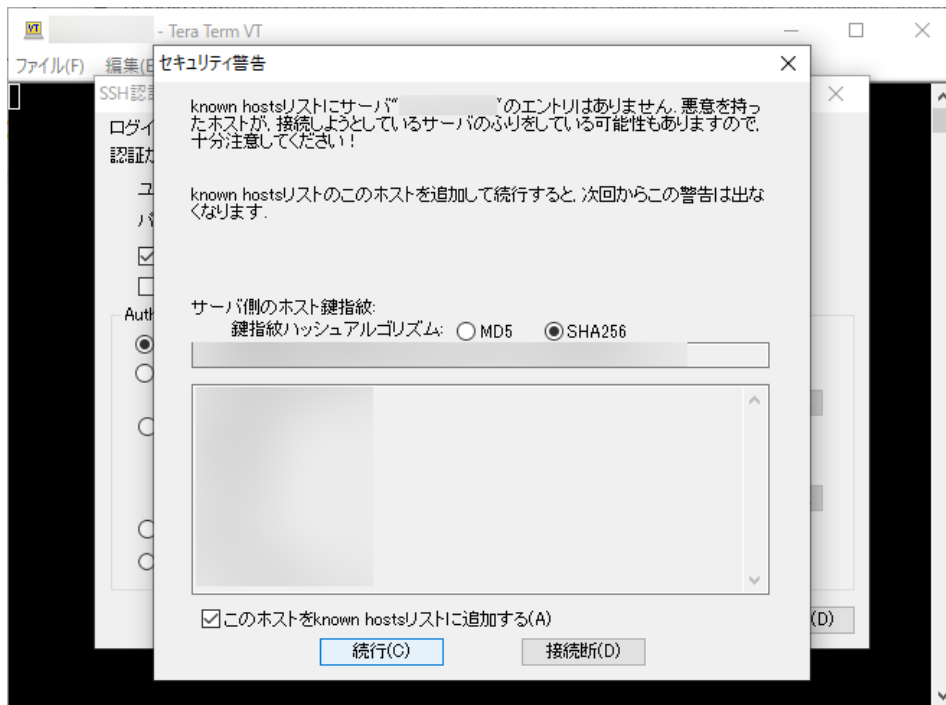 VT
- Tera Term VT
ファイル(F) 編集(E
セキュリティ警告
SSH認証
ログイ
認証
ユ
パ
Auth
known hostsリストにサーバ"
"のエントリはありません. 悪意を持っ
たホストが, 接続しようとしているサーバのふりをしている可能性もありますので,
十分注意してください!
known hostsリストのこのホストを追加して続行すると, 次回からこの警告は出な
くなります.
サーバ側のホスト鍵指紋:
鍵指紋ハッシュアルゴリズム: MD5 SHA256
このホストをknown hostsリストに追加する(A)
(D)
続行(C) 接続断(D)